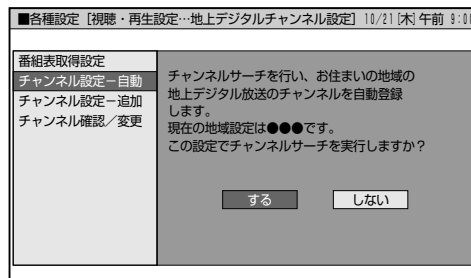 ■各種設定［視聴・再生設定…地上デジタルチャンネル設定］10/21［木］午前 9:00
番組表取得設定
チャンネル設定－自動
チャンネル設定－追加
チャンネル確認／変更
チャンネルサーチを行い、お住まいの地域の
地上デジタル放送のチャンネルを自動登録
します。
現在の地域設定は●●●です。
この設定でチャンネルサーチを実行しますか？
する
しない